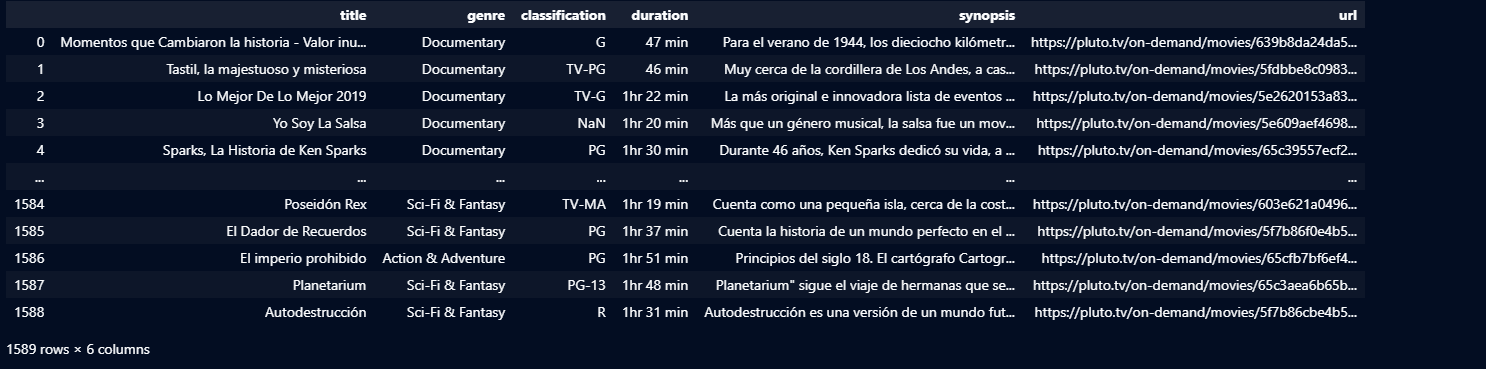 title genre classification duration synopsis url
0 Momentos que Cambiaron la historia - Valor inu... Documentary G 47 min Para el verano de 1944, los dieciocho kilómetr... https://pluto.tv/on-demand/movies/639b8da24da5...
1 Tastil, la majestuoso y misteriosa Documentary TV-PG 46 min Muy cerca de la cordillera de Los Andes, a cas... https://pluto.tv/on-demand/movies/5fdbbe8c0983...
2 Lo Mejor De Lo Mejor 2019 Documentary TV-G 1hr 22 min La más original e innovadora lista de eventos ... https://pluto.tv/on-demand/movies/5e2620153a83...
3 Yo Soy La Salsa Documentary NaN 1hr 20 min Más que un género musical, la salsa fue un mov... https://pluto.tv/on-demand/movies/5e609aef4698...
4 Sparks, La Historia de Ken Sparks Documentary PG 1hr 30 min Durante 46 años, Ken Sparks dedicó su vida, a ... https://pluto.tv/on-demand/movies/65c39557ecf2...
... ... ... ... ... ... ...
1584 Poseidón Rex Sci-Fi & Fantasy TV-MA 1hr 19 min Cuenta como una pequeña isla, cerca de la cost... https://pluto.tv/on-demand/movies/603e621a0496...
1585 El Dador de Recuerdos Sci-Fi & Fantasy PG 1hr 37 min Cuenta la historia de un mundo perfecto en el ... https://pluto.tv/on-demand/movies/5f7b86f0e4b5...
1586 El imperio prohibido Action & Adventure PG 1hr 51 min Principios del siglo 18. El cartógrafo Cartogr... https://pluto.tv/on-demand/movies/65cfb7bf6ef4...
1587 Planetarium Sci-Fi & Fantasy PG-13 1hr 48 min Planetarium" sigue el viaje de hermanas que se... https://pluto.tv/on-demand/movies/65c3aea6b65b...
1588 Autodestrucción Sci-Fi & Fantasy R 1hr 31 min Autodestrucción es una versión de un mundo fut... https://pluto.tv/on-demand/movies/5f7b86cbe4b5...
1589 rows × 6 columns